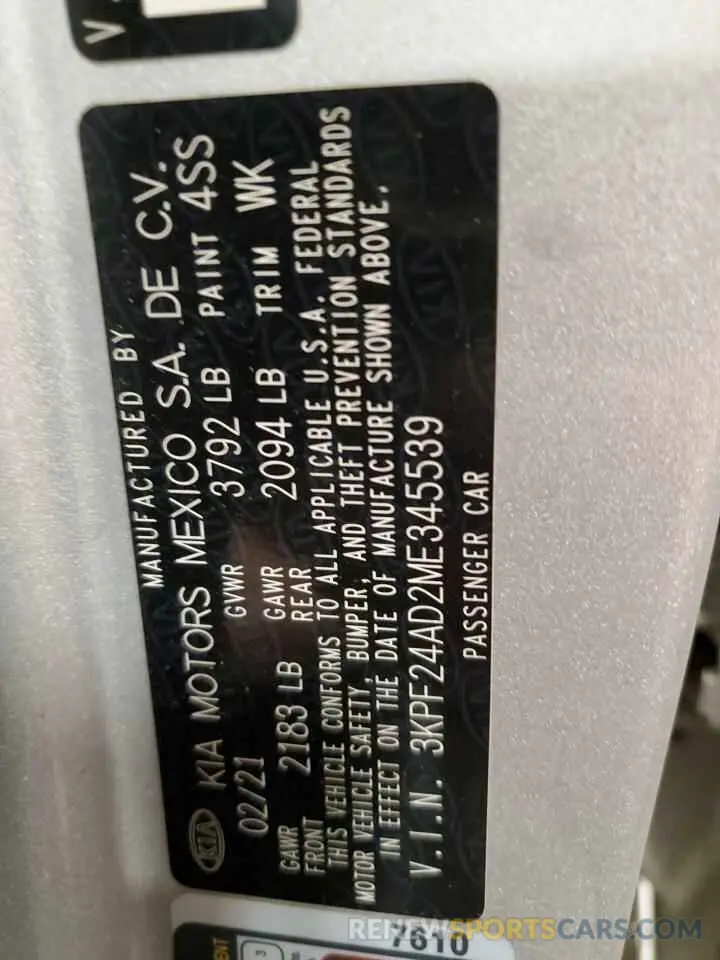 V.
MANUFACTURED BY
KIA KIA MOTORS MEXICO S.A. DE C.V.
02/21 GVWR 3792 LB PAINT 4SS
GAWR FRONT 2183 LB GAWR REAR 2094 LB TRIM WK
THIS VEHICLE CONFORMS TO ALL APPLICABLE U.S.A. FEDERAL
MOTOR VEHICLE SAFETY, BUMPER, AND THEFT PREVENTION STANDARDS
IN EFFECT ON THE DATE OF MANUFACTURE SHOWN ABOVE.
V.I.N. 3KPF24AD2ME345539
PASSENGER CAR
7610
RENEWSPORTSCARS.COM